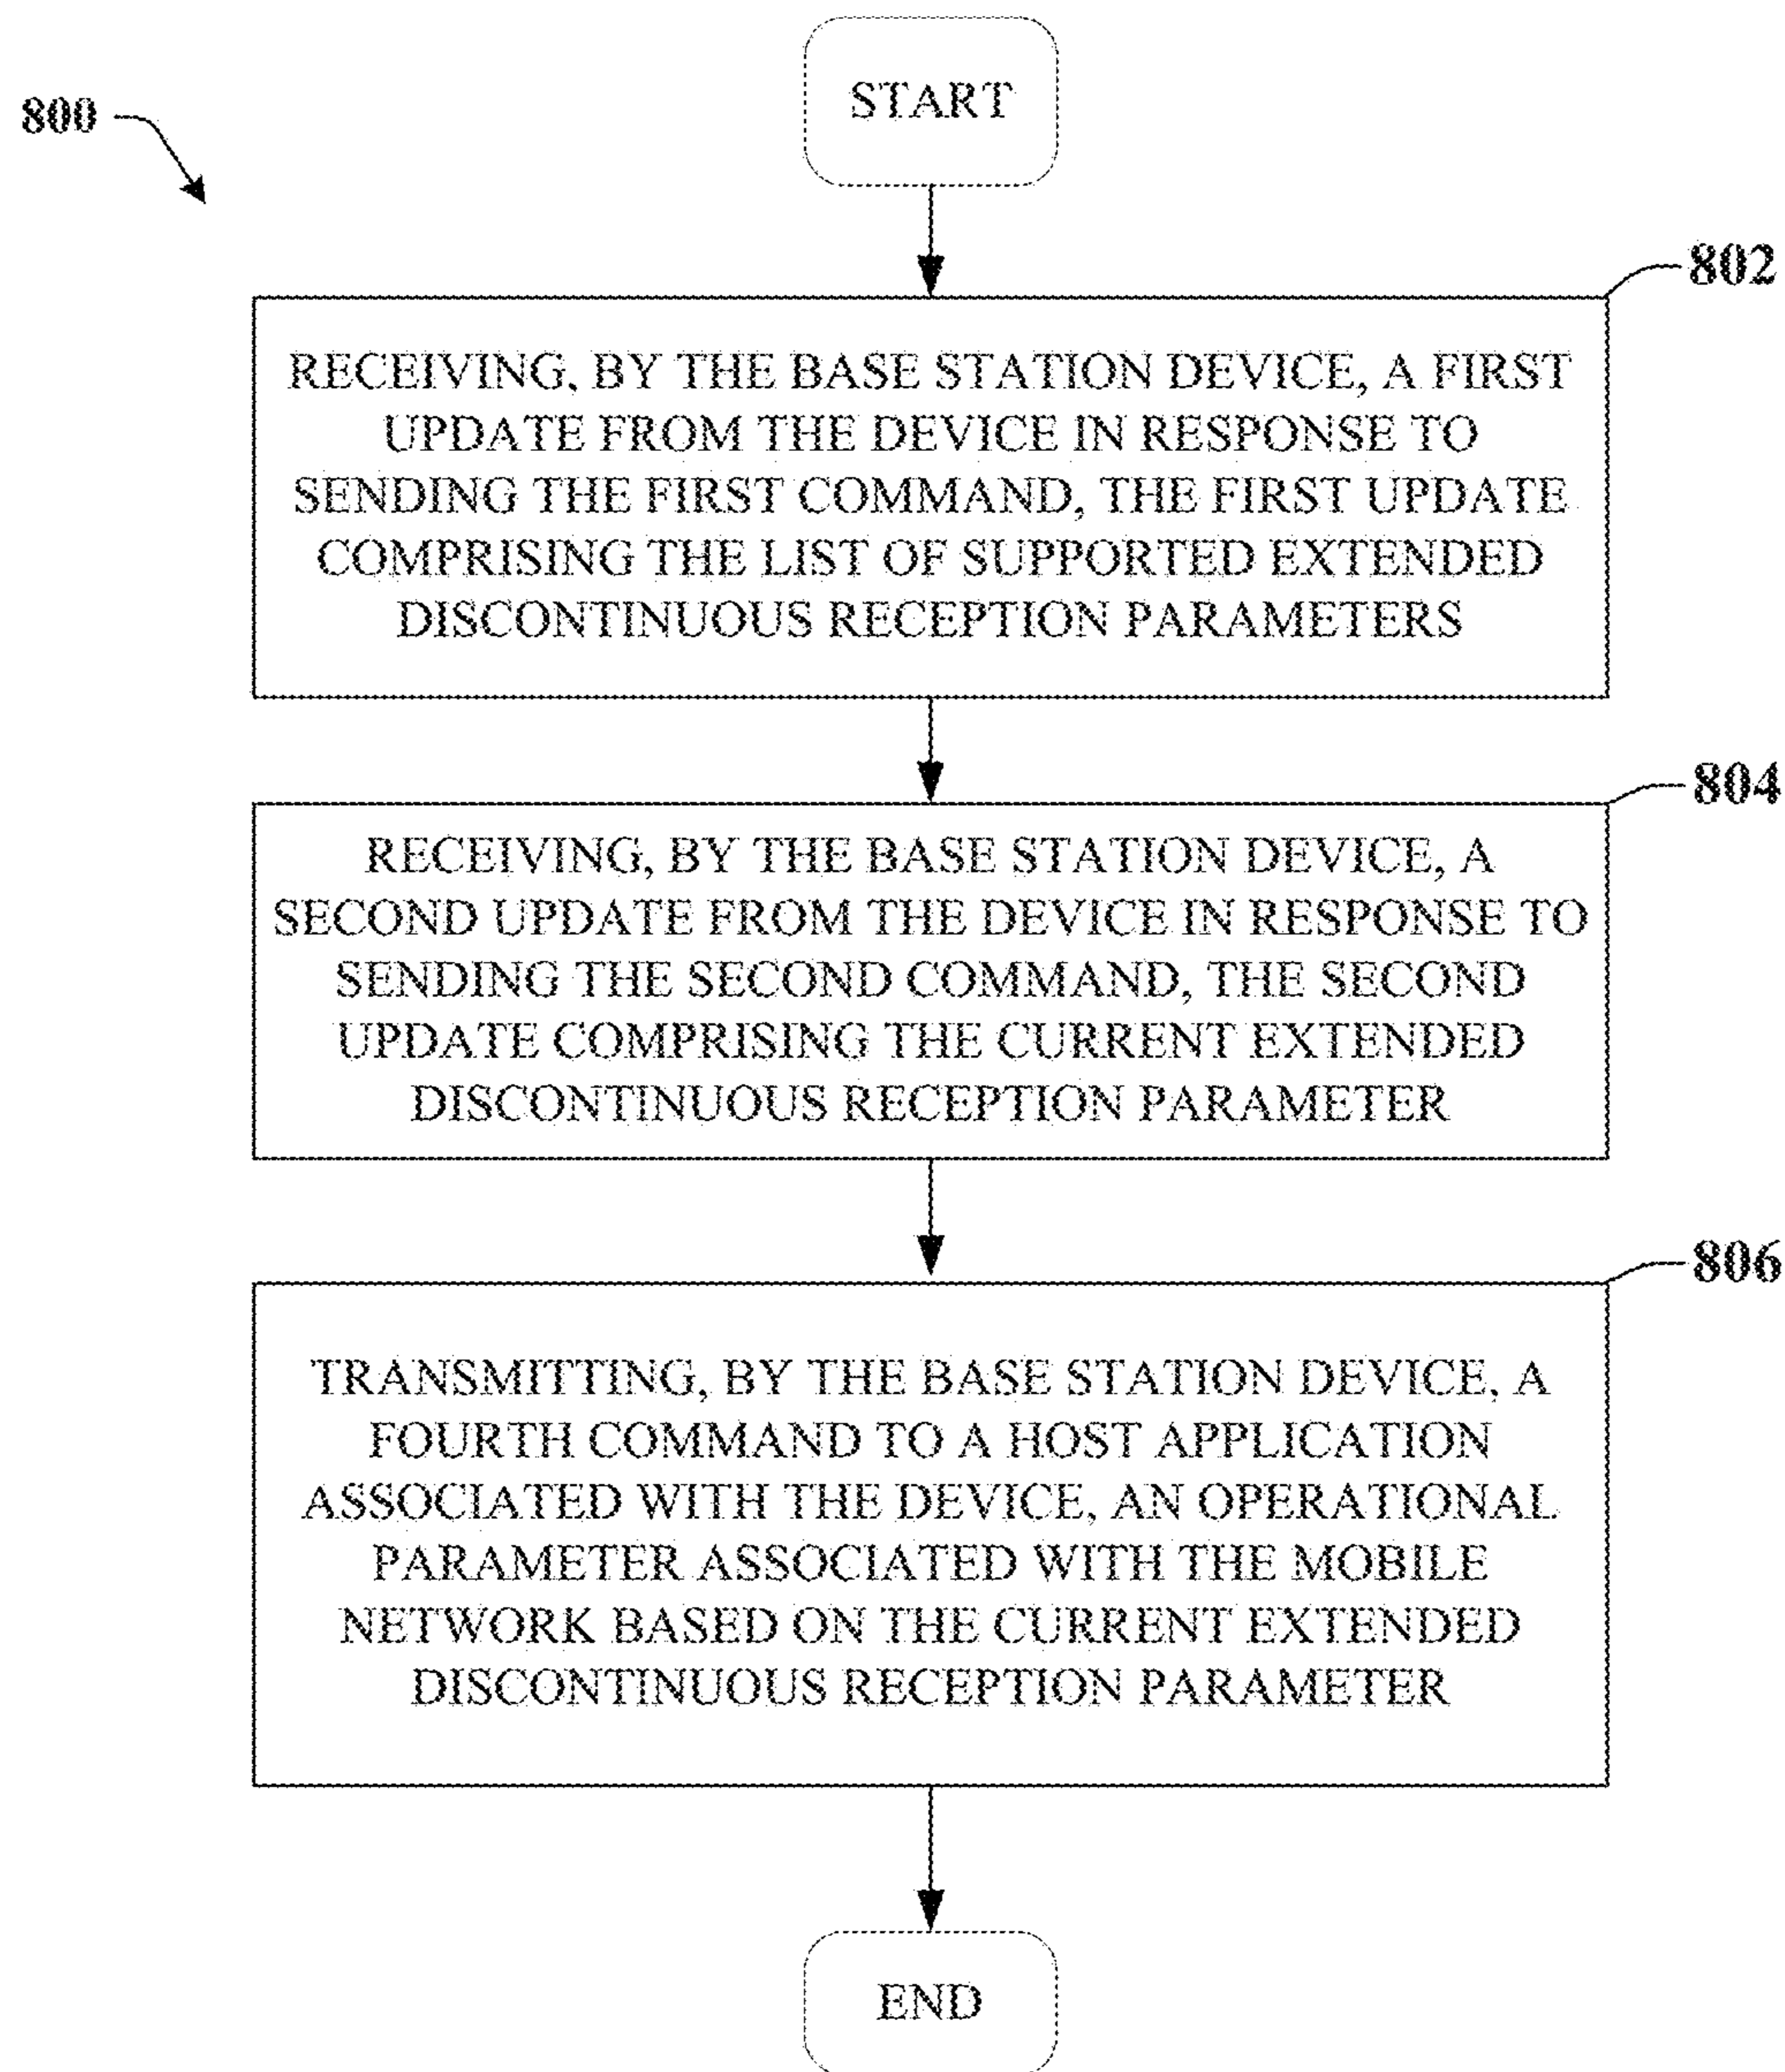 800
START
802
RECEIVING, BY THE BASE STATION DEVICE, A FIRST
UPDATE FROM THE DEVICE IN RESPONSE TO
SENDING THE FIRST COMMAND, THE FIRST UPDATE
COMPRISING THE LIST OF SUPPORTED EXTENDED
DISCONTINUOUS RECEPTION PARAMETERS
804
RECEIVING, BY THE BASE STATION DEVICE, A
SECOND UPDATE FROM THE DEVICE IN RESPONSE TO
SENDING THE SECOND COMMAND, THE SECOND
UPDATE COMPRISING THE CURRENT EXTENDED
DISCONTINUOUS RECEPTION PARAMETER
806
TRANSMITTING, BY THE BASE STATION DEVICE, A
FOURTH COMMAND TO A HOST APPLICATION
ASSOCIATED WITH THE DEVICE, AN OPERATIONAL
PARAMETER ASSOCIATED WITH THE MOBILE
NETWORK BASED ON THE CURRENT EXTENDED
DISCONTINUOUS RECEPTION PARAMETER
END